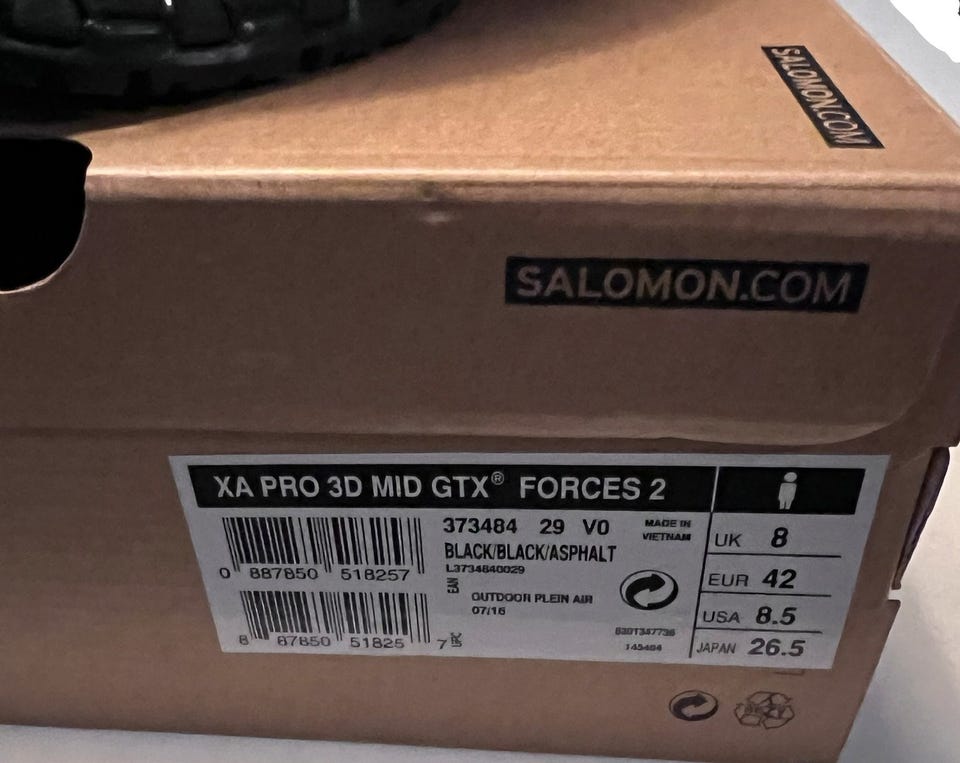 SALOMON.COM
SALOMON.COM
XA PRO 3D MID GTX® FORCES 2
373484 29 V0
MADE IN
VIETNAM
BLACK/BLACK/ASPHALT
L3734840029
0 887850 518257
EAN
OUTDOOR PLEIN AIR
07/16
8 87850 51825 7
UPC
145484
UK 8
EUR 42
USA 8.5
JAPAN 26.5